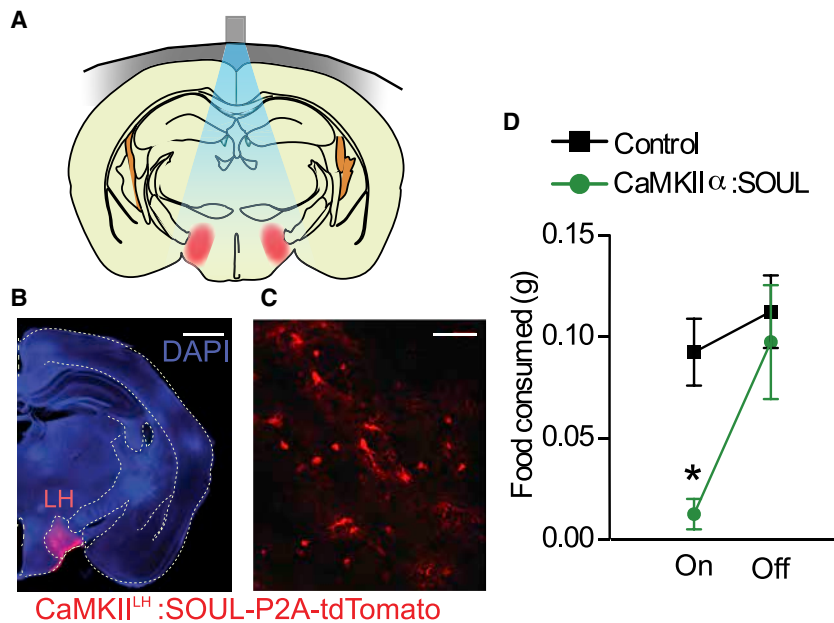 A
B
DAPI
LH
C
CaMKII^LH:SOUL-P2A-tdTomato
D
Control
CaMKII α:SOUL
Food consumed (g)
0.15
0.10
0.05
0.00
*
On Off